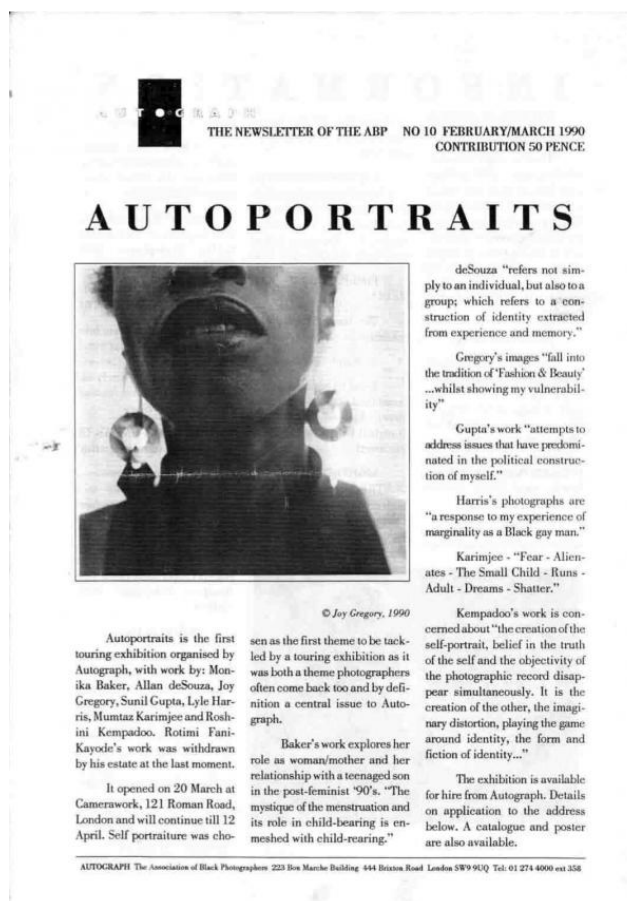 AUTOGRAPH
THE NEWSLETTER OF THE ABP NO 10 FEBRUARY/MARCH 1990
CONTRIBUTION 50 PENCE
AUTOPORTRAITS
© Joy Gregory, 1990
Autoportraits is the first
touring exhibition organised by
Autograph, with work by: Mon-
ika Baker, Allan deSouza, Joy
Gregory, Sunil Gupta, Lyle Har-
ris, Mumtaz Karimjee and Rosh-
ini Kempadoo. Rotimi Fani-
Kayode's work was withdrawn
by his estate at the last moment.
It opened on 20 March at
Camerawork, 121 Roman Road,
London and will continue till 12
April. Self portraiture was cho-
sen as the first theme to be tack-
led by a touring exhibition as it
was both a theme photographers
often come back too and by defi-
nition a central issue to Auto-
graph.
Baker's work explores her
role as woman/mother and her
relationship with a teenaged son
in the post-feminist '90's. "The
mystique of the menstruation and
its role in child-bearing is en-
meshed with child-rearing."
deSouza "refers not sim-
ply to an individual, but also to a
group; which refers to a con-
struction of identity extracted
from experience and memory."
Gregory's images "fall into
the tradition of 'Fashion & Beauty'
...whilst showing my vulnerabil-
ity"
Gupta's work "attempts to
address issues that have predomi-
nated in the political construc-
tion of myself."
Harris's photographs are
"a response to my experience of
marginality as a Black gay man."
Karimjee - "Fear - Alien-
ates - The Small Child - Runs -
Adult - Dreams - Shatter."
Kempadoo's work is con-
cerned about "the creation of the
self-portrait, belief in the truth
of the self and the objectivity of
the photographic record disap-
pear simultaneously. It is the
creation of the other, the imagi-
nary distortion, playing the game
around identity, the form and
fiction of identity..."
The exhibition is available
for hire from Autograph. Details
on application to the address
below. A catalogue and poster
are also available.
AUTOGRAPH The Association of Black Photographers 223 Bon Marche Building 444 Brixton Road London SW9 9UQ Tel: 01 274 4000 ext 358